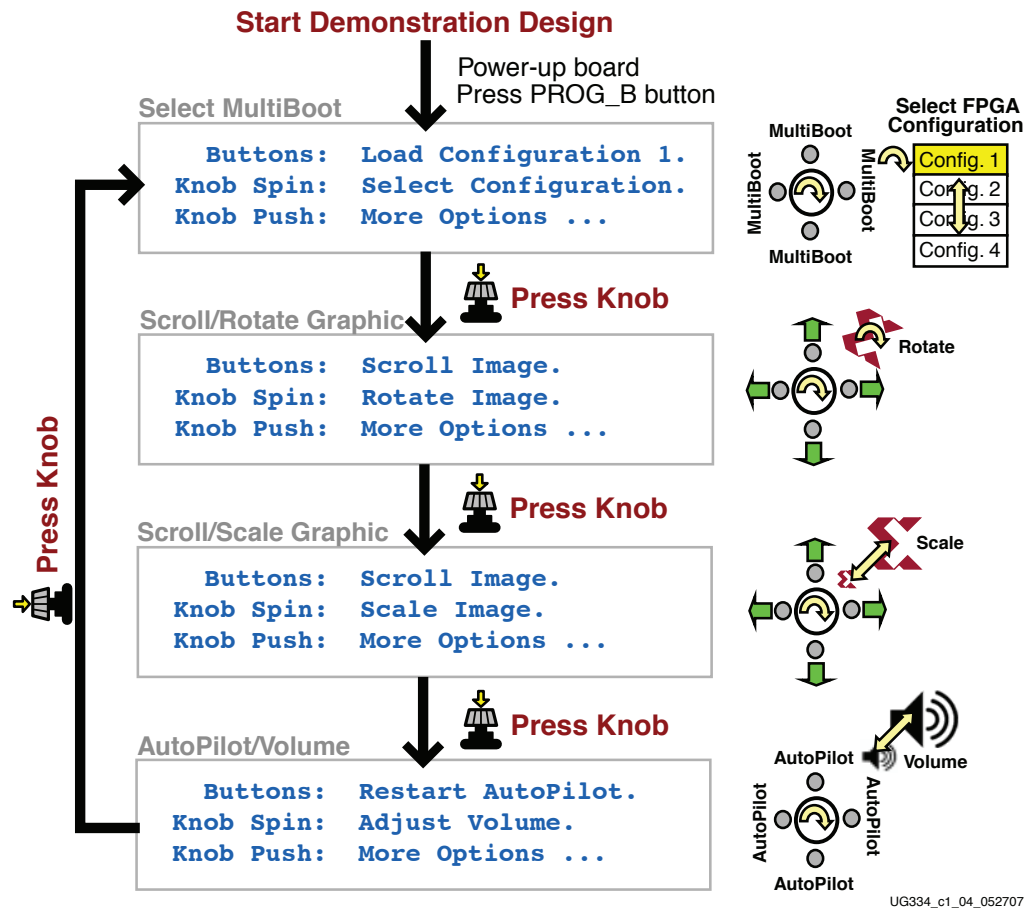 Start Demonstration Design
Power-up board
Press PROG_B button
Select MultiBoot
Buttons: Load Configuration 1.
Knob Spin: Select Configuration.
Knob Push: More Options ...
MultiBoot
MultiBoot
MultiBoot
MultiBoot
Select FPGA
Configuration
Config. 1
Config. 2
Config. 3
Config. 4
Press Knob
Scroll/Rotate Graphic
Buttons: Scroll Image.
Knob Spin: Rotate Image.
Knob Push: More Options ...
Rotate
Press Knob
Press Knob
Scroll/Scale Graphic
Buttons: Scroll Image.
Knob Spin: Scale Image.
Knob Push: More Options ...
Scale
Press Knob
AutoPilot/Volume
Buttons: Restart AutoPilot.
Knob Spin: Adjust Volume.
Knob Push: More Options ...
AutoPilot
Volume
AutoPilot
AutoPilot
AutoPilot
UG334_c1_04_052707